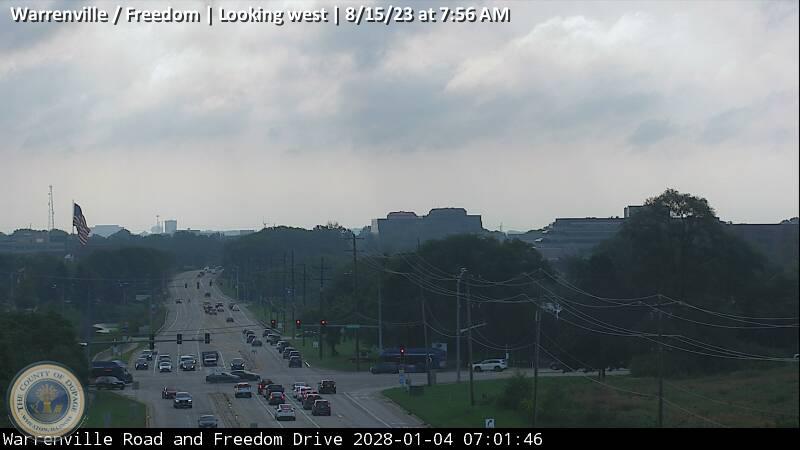 Warrenville / Freedom | Looking west | 8/15/23 at 7:56 AM
THE COUNTY OF DUPAGE
Warrenville Road and Freedom Drive 2028-01-04 07:01:46